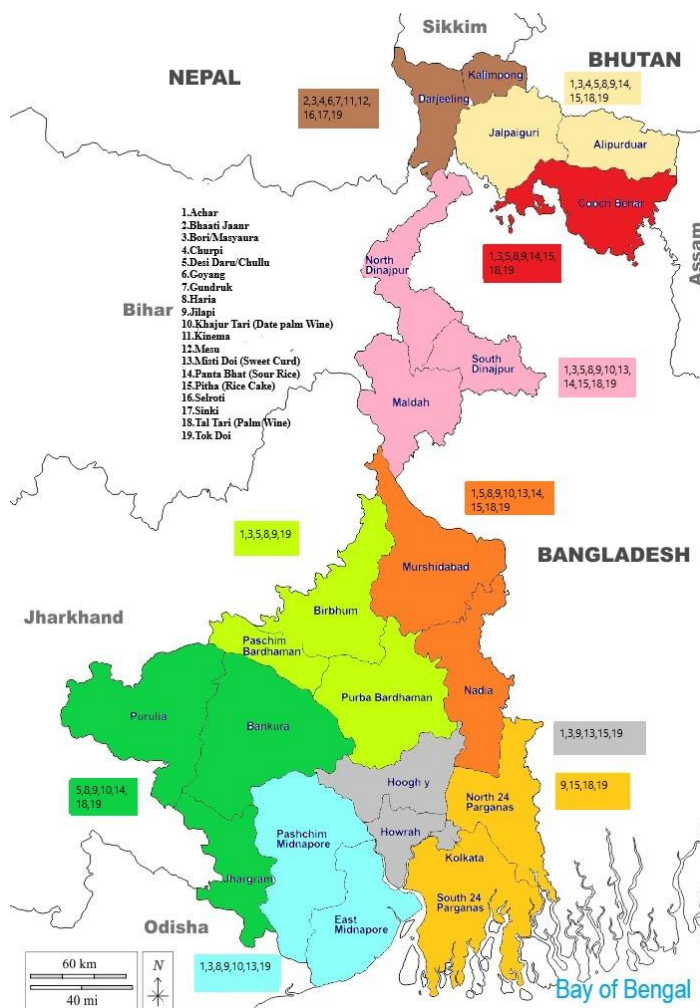 Sikkim
NEPAL
BHUTAN
Kalimpong
Darjeeling
2,3,4,6,7,11,12,
16,17,19
1,3,4,5,8,9,14,
15,18,19
Jalpaiguri
Alipurduar
Cooch Behar
Assam
1.Achar
2.Bhaati Jaanr
3.Bori/Masyaura
4.Churpi
5.Desi Daru/Chullu
6.Goyang
7.Gundruk
8.Haria
9.Jilapi
10.Khajur Tari (Date palm Wine)
11.Kinema
12.Mesu
13.Misti Doi (Sweet Curd)
14.Panta Bhat (Sour Rice)
15.Pitha (Rice Cake)
16.Selroti
17.Sinki
18.Tal Tari (Palm Wine)
19.Tok Doi
Bihar
North
Dinajpur
1,3,5,8,9,14,15,
18,19
South
Dinajpur
1,3,5,8,9,10,13,
14,15,18,19
Maldah
1,5,8,9,10,13,14,
15,18,19
1,3,5,8,9,19
BANGLADESH
Murshidabad
Jharkhand
Birbhum
Paschim
Bardhaman
Purba Bardhaman
Nadia
Purulia
Bankura
1,3,9,13,15,19
Hoogh y
5,8,9,10,14,
18,19
9,15,18,19
North 24
Parganas
Pashchim
Midnapore
Howrah
Kolkata
Jhargram
South 24
Parganas
Odisha
East
Midnapore
1,3,8,9,10,13,19
60 km
40 mi
N
Bay of Bengal